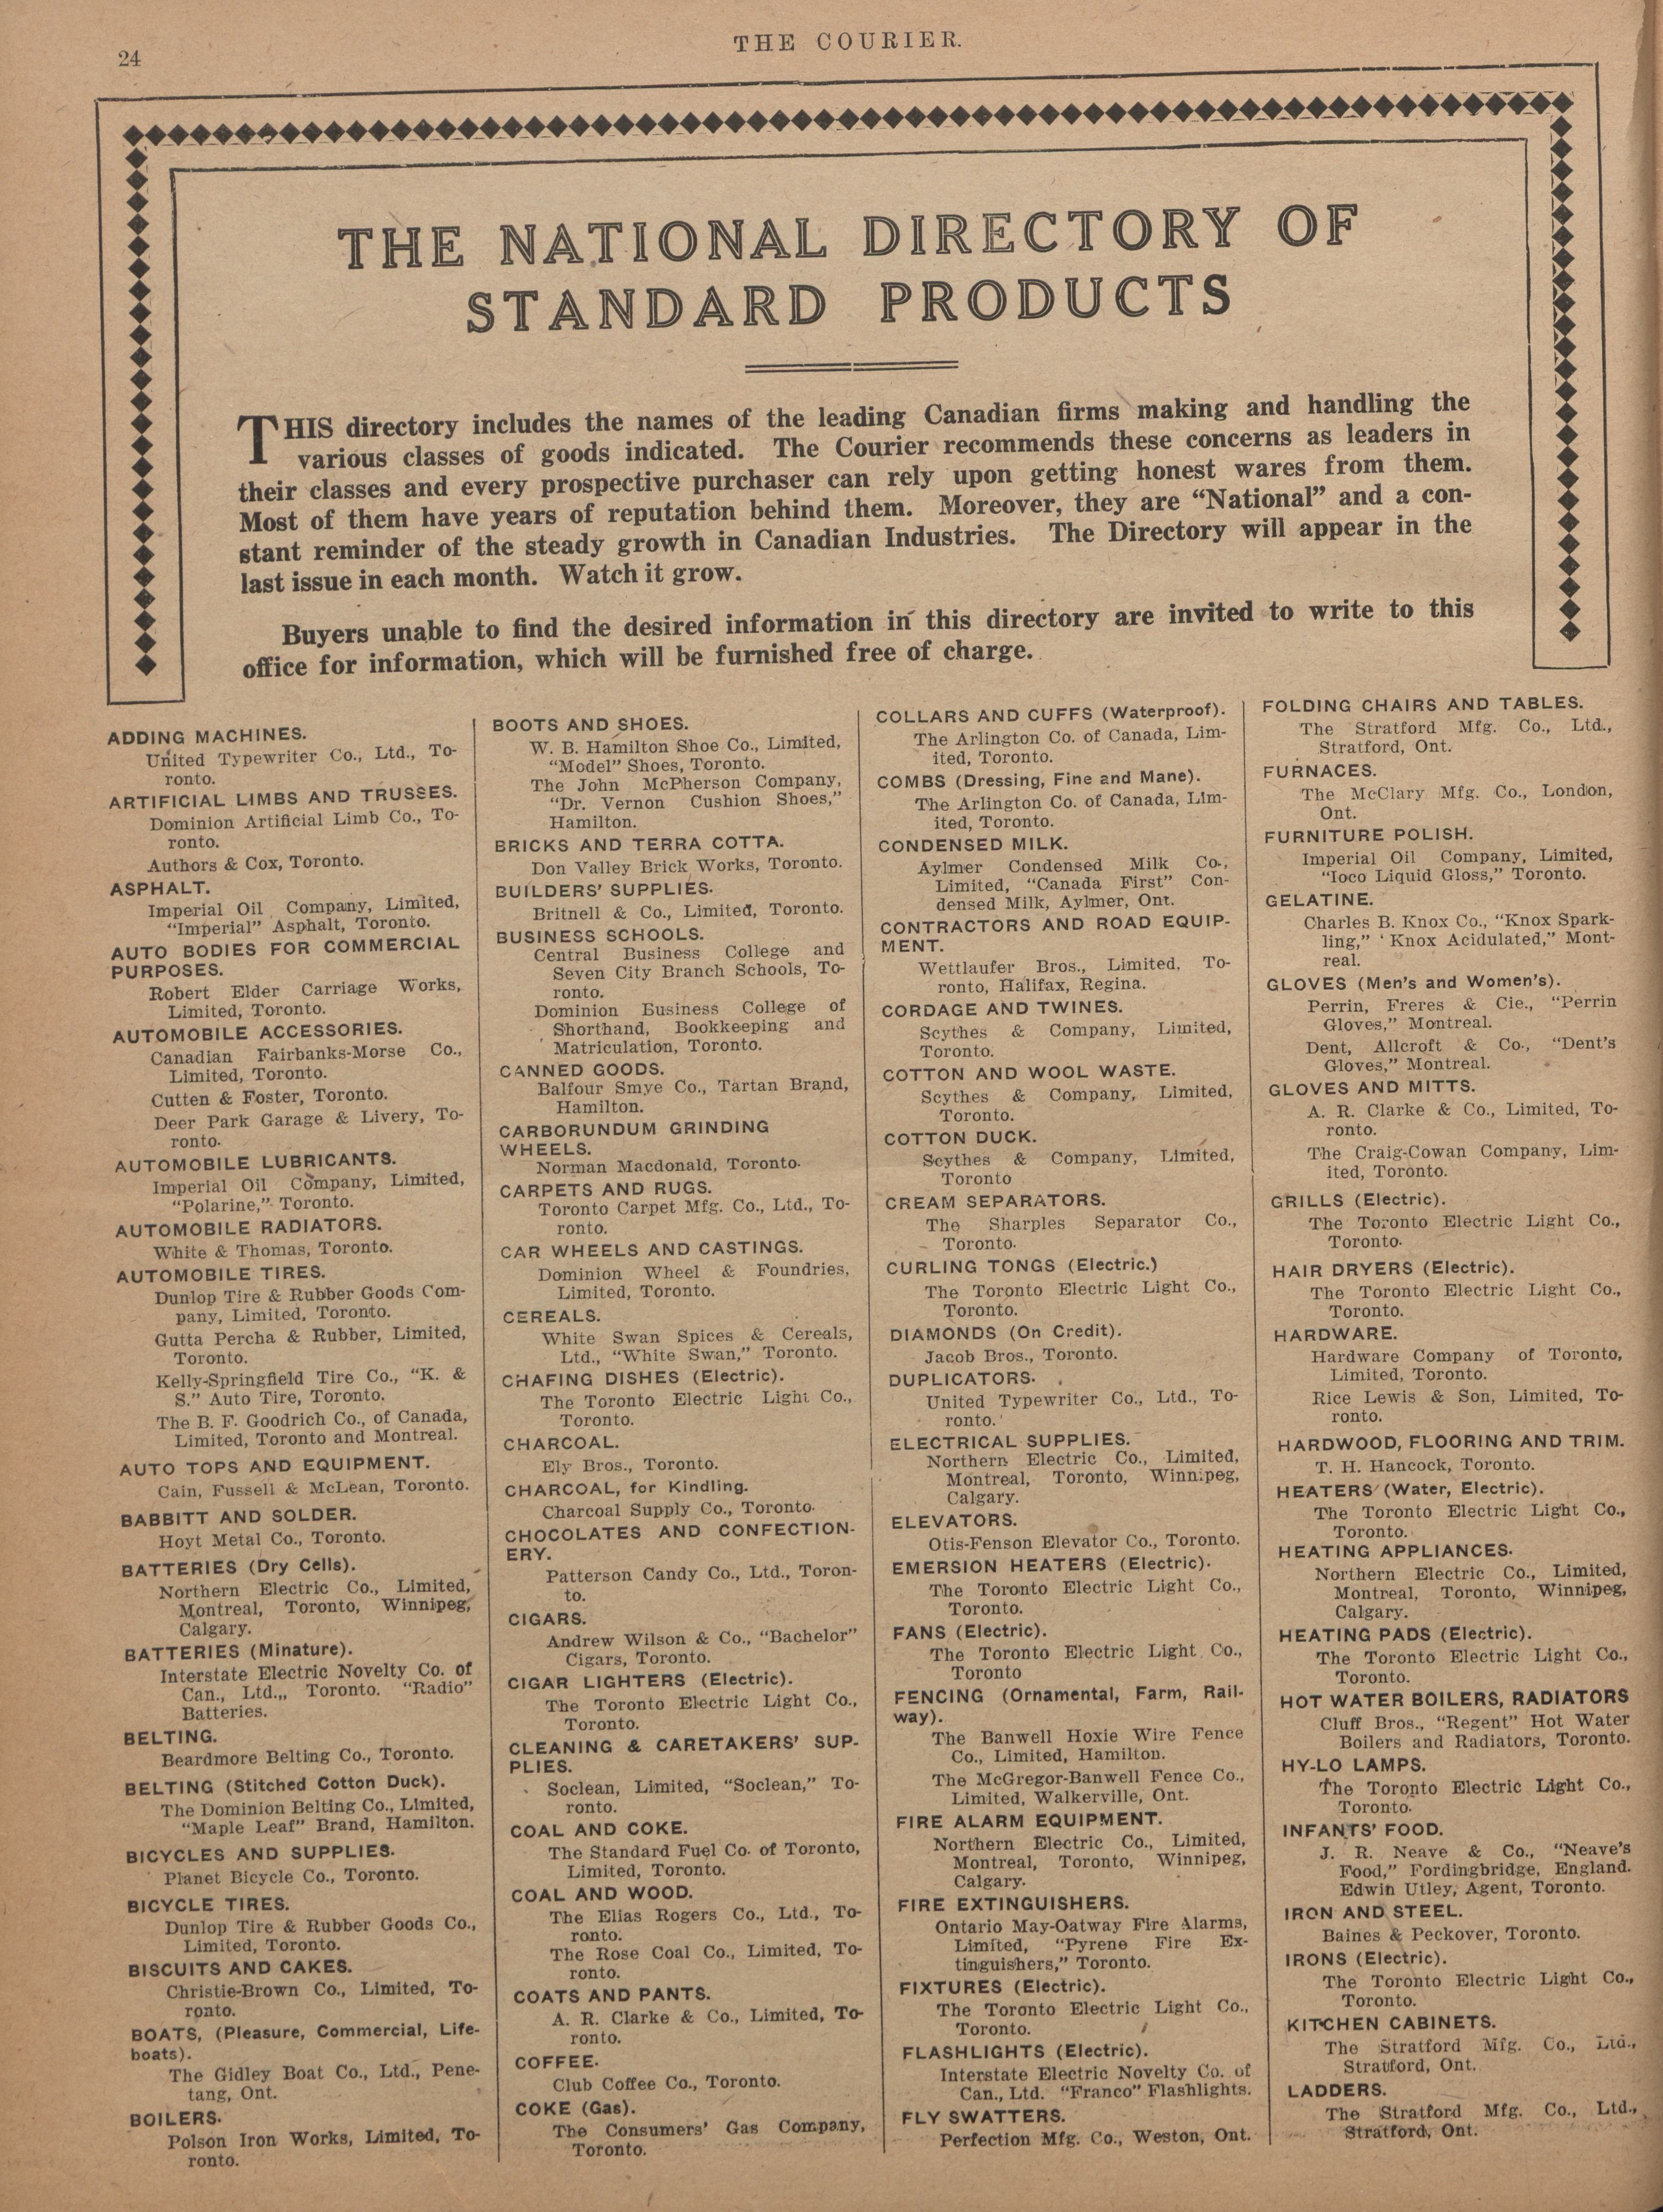 24
THE COURIER.
THE NATIONAL DIRECTORY OF
STANDARD PRODUCTS
THIS directory includes the names of the leading Canadian firms making and handling the
various classes of goods indicated. The Courier recommends these concerns as leaders in
their classes and every prospective purchaser can rely upon getting honest wares from them.
Most of them have years of reputation behind them. Moreover, they are “National” and a con-
stant reminder of the steady growth in Canadian Industries. The Directory will appear in the
last issue in each month. Watch it grow.
Buyers unable to find the desired information in this directory are invited to write to this
office for information, which will be furnished free of charge.
ADDING MACHINES.
United Typewriter Co., Ltd., To-
ronto.
ARTIFICIAL LIMBS AND TRUSSES.
Dominion Artificial Limb Co., To-
ronto.
Authors & Cox, Toronto.
ASPHALT.
Imperial Oil Company, Limited,
“Imperial” Asphalt, Toronto.
AUTO BODIES FOR COMMERCIAL
PURPOSES.
Robert Elder Carriage Works,
Limited, Toronto.
AUTOMOBILE ACCESSORIES.
Canadian Fairbanks-Morse Co.,
Limited, Toronto.
Cutten & Foster, Toronto.
Deer Park Garage & Livery, To-
ronto.
AUTOMOBILE LUBRICANTS.
Imperial Oil Company, Limited,
“Polarine,” Toronto.
AUTOMOBILE RADIATORS.
White & Thomas, Toronto.
AUTOMOBILE TIRES.
Dunlop Tire & Rubber Goods Com-
pany, Limited, Toronto.
Gutta Percha & Rubber, Limited,
Toronto.
Kelly-Springfield Tire Co., “K. &
S.” Auto Tire, Toronto.
The B. F. Goodrich Co., of Canada,
Limited, Toronto and Montreal.
AUTO TOPS AND EQUIPMENT.
Cain, Fussell & McLean, Toronto.
BABBITT AND SOLDER.
Hoyt Metal Co., Toronto.
BATTERIES (Dry Cells).
Northern Electric Co., Limited,
Montreal, Toronto, Winnipeg,
Calgary.
BATTERIES (Minature).
Interstate Electric Novelty Co. of
Can., Ltd.,, Toronto. “Radio”
Batteries.
BELTING.
Beardmore Belting Co., Toronto.
BELTING (Stitched Cotton Duck).
The Dominion Belting Co., Limited,
“Maple Leaf” Brand, Hamilton.
BICYCLES AND SUPPLIES.
Planet Bicycle Co., Toronto.
BICYCLE TIRES.
Dunlop Tire & Rubber Goods Co.,
Limited, Toronto.
BISCUITS AND CAKES.
Christie-Brown Co., Limited, To-
ronto.
BOATS, (Pleasure, Commercial, Life-
boats).
The Gidley Boat Co., Ltd., Pene-
tang, Ont.
BOILERS.
Polson Iron Works, Limited, To-
ronto.
BOOTS AND SHOES.
W. B. Hamilton Shoe Co., Limited,
“Model” Shoes, Toronto.
The John McPherson Company,
“Dr. Vernon Cushion Shoes,”
Hamilton.
BRICKS AND TERRA COTTA.
Don Valley Brick Works, Toronto.
BUILDERS’ SUPPLIES.
Britnell & Co., Limited, Toronto.
BUSINESS SCHOOLS.
Central Business College and
Seven City Branch Schools, To-
ronto.
Dominion Business College of
Shorthand, Bookkeeping and
Matriculation, Toronto.
CANNED GOODS.
Balfour Smye Co., Tartan Brand,
Hamilton.
CARBORUNDUM GRINDING
WHEELS.
Norman Macdonald, Toronto.
CARPETS AND RUGS.
Toronto Carpet Mfg. Co., Ltd., To-
ronto.
CAR WHEELS AND CASTINGS.
Dominion Wheel & Foundries,
Limited, Toronto.
CEREALS.
White Swan Spices & Cereals,
Ltd., “White Swan,” Toronto.
CHAFING DISHES (Electric).
The Toronto Electric Light Co.,
Toronto.
CHARCOAL.
Ely Bros., Toronto.
CHARCOAL, for Kindling.
Charcoal Supply Co., Toronto.
CHOCOLATES AND CONFECTION-
ERY.
Patterson Candy Co., Ltd., Toron-
to.
CIGARS.
Andrew Wilson & Co., “Bachelor”
Cigars, Toronto.
CIGAR LIGHTERS (Electric).
The Toronto Electric Light Co.,
Toronto.
CLEANING & CARETAKERS’ SUP-
PLIES.
Soclean, Limited, “Soclean,” To-
ronto.
COAL AND COKE.
The Standard Fuel Co. of Toronto,
Limited, Toronto.
COAL AND WOOD.
The Elias Rogers Co., Ltd., To-
ronto.
The Rose Coal Co., Limited, To-
ronto.
COATS AND PANTS.
A. R. Clarke & Co., Limited, To-
ronto.
COFFEE.
Club Coffee Co., Toronto.
COKE (Gas).
The Consumers’ Gas Company,
Toronto.
COLLARS AND CUFFS (Waterproof).
The Arlington Co. of Canada, Lim-
ited, Toronto.
COMBS (Dressing, Fine and Mane).
The Arlington Co. of Canada, Lim-
ited, Toronto.
CONDENSED MILK.
Aylmer Condensed Milk Co.,
Limited, “Canada First” Con-
densed Milk, Aylmer, Ont.
CONTRACTORS AND ROAD EQUIP-
MENT.
Wettlaufer Bros., Limited, To-
ronto, Halifax, Regina.
CORDAGE AND TWINES.
Scythes & Company, Limited,
Toronto.
COTTON AND WOOL WASTE.
Scythes & Company, Limited,
Toronto.
COTTON DUCK.
Scythes & Company, Limited,
Toronto
CREAM SEPARATORS.
The Sharples Separator Co.,
Toronto.
CURLING TONGS (Electric.)
The Toronto Electric Light Co.,
Toronto.
DIAMONDS (On Credit).
Jacob Bros., Toronto.
DUPLICATORS.
United Typewriter Co., Ltd., To-
ronto.
ELECTRICAL SUPPLIES.
Northern Electric Co., Limited,
Montreal, Toronto, Winnipeg,
Calgary.
ELEVATORS.
Otis-Fenson Elevator Co., Toronto.
EMERSION HEATERS (Electric).
The Toronto Electric Light Co.,
Toronto.
FANS (Electric).
The Toronto Electric Light Co.,
Toronto
FENCING (Ornamental, Farm, Rail-
way).
The Banwell Hoxie Wire Fence
Co., Limited, Hamilton.
The McGregor-Banwell Fence Co.,
Limited, Walkerville, Ont.
FIRE ALARM EQUIPMENT.
Northern Electric Co., Limited,
Montreal, Toronto, Winnipeg,
Calgary.
FIRE EXTINGUISHERS.
Ontario May-Oatway Fire Alarms,
Limited, “Pyrene Fire Ex-
tinguishers,” Toronto.
FIXTURES (Electric).
The Toronto Electric Light Co.,
Toronto.
FLASHLIGHTS (Electric).
Interstate Electric Novelty Co. of
Can., Ltd. “Franco” Flashlights.
FLY SWATTERS.
Perfection Mfg. Co., Weston, Ont.
FOLDING CHAIRS AND TABLES.
The Stratford Mfg. Co., Ltd.,
Stratford, Ont.
FURNACES.
The McClary Mfg. Co., London,
Ont.
FURNITURE POLISH.
Imperial Oil Company, Limited,
“Ioco Liquid Gloss,” Toronto.
GELATINE.
Charles B. Knox Co., “Knox Spark-
ling,” ‘Knox Acidulated,” Mont-
real.
GLOVES (Men’s and Women’s).
Perrin, Freres & Cie., “Perrin
Gloves,” Montreal.
Dent, Allcroft & Co., “Dent’s
Gloves,” Montreal.
GLOVES AND MITTS.
A. R. Clarke & Co., Limited, To-
ronto.
The Craig-Cowan Company, Lim-
ited, Toronto.
GRILLS (Electric).
The Toronto Electric Light Co.,
Toronto.
HAIR DRYERS (Electric).
The Toronto Electric Light Co.,
Toronto.
HARDWARE.
Hardware Company of Toronto,
Limited, Toronto.
Rice Lewis & Son, Limited, To-
ronto.
HARDWOOD, FLOORING AND TRIM.
T. H. Hancock, Toronto.
HEATERS (Water, Electric).
The Toronto Electric Light Co.,
Toronto.
HEATING APPLIANCES.
Northern Electric Co., Limited,
Montreal, Toronto, Winnipeg,
Calgary.
HEATING PADS (Electric).
The Toronto Electric Light Co.,
Toronto.
HOT WATER BOILERS, RADIATORS
Cluff Bros., “Regent” Hot Water
Boilers and Radiators, Toronto.
HY-LO LAMPS.
The Toronto Electric Light Co.,
Toronto.
INFANTS’ FOOD.
J. R. Neave & Co., “Neave’s
Food,” Fordingbridge, England.
Edwin Utley, Agent, Toronto.
IRON AND STEEL.
Baines & Peckover, Toronto.
IRONS (Electric).
The Toronto Electric Light Co.,
Toronto.
KITCHEN CABINETS.
The Stratford Mfg. Co., Ltd.,
Stratford, Ont.
LADDERS.
The Stratford Mfg. Co., Ltd.,
Stratford, Ont.